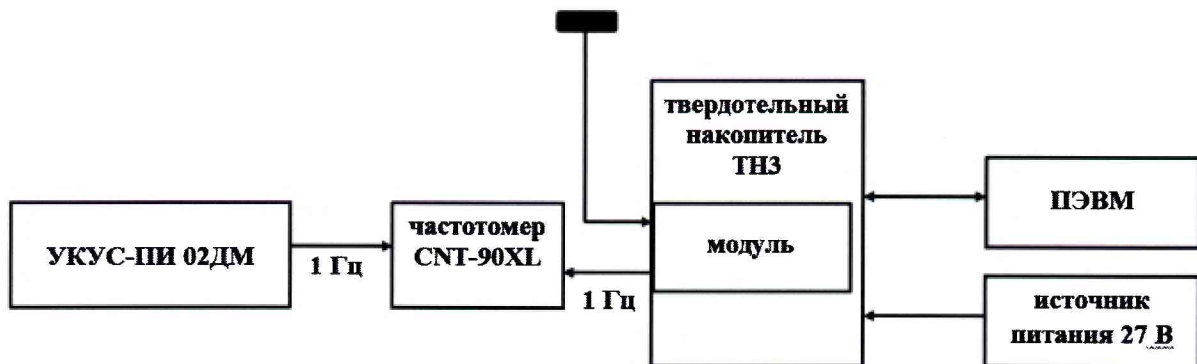 твердотельный
накопитель
ТН3
УКУС-ПИ 02ДМ
1 Гц
частотомер
CNT-90XL
1 Гц
модуль
ПЭВМ
источник
питания 27 В